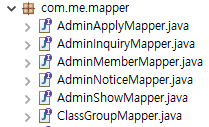 com.me.mapper
AdminApplyMapper.java
AdminInquiryMapper.java
AdminMemberMapper.java
AdminNoticeMapper.java
AdminShowMapper.java
ClassGroupMapper.java